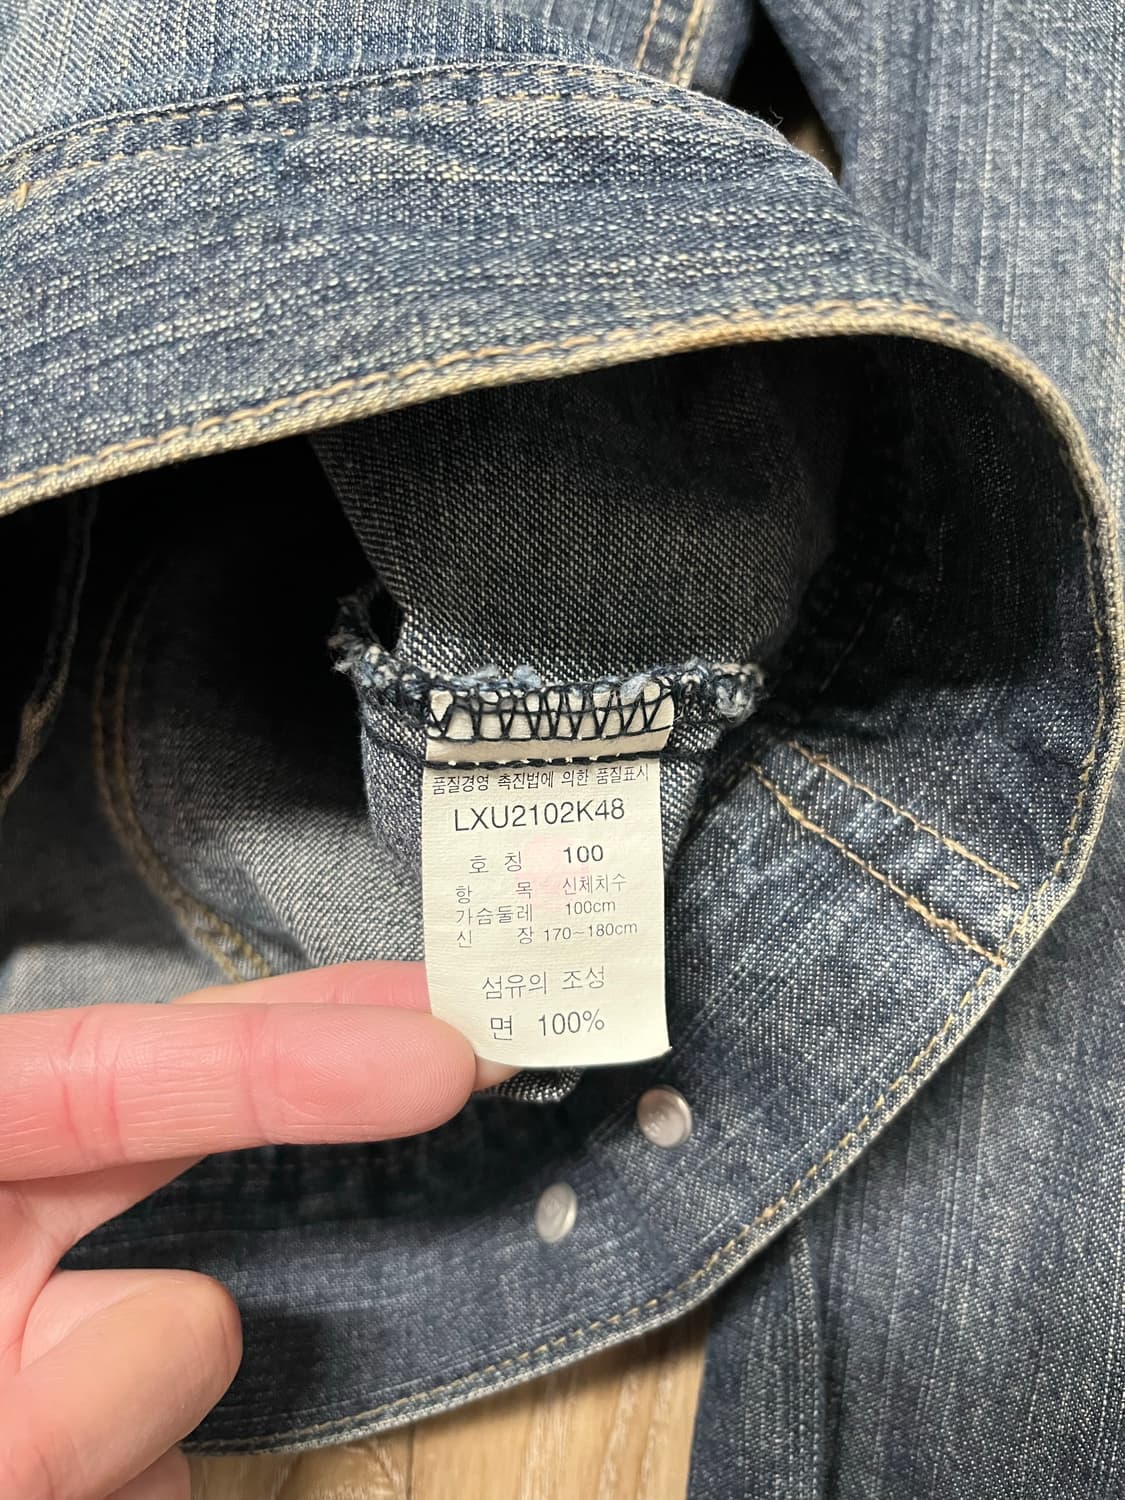 품질경영 촉진법에 의한 품질표시
LXU2102K48
호 칭 100
항 목 신체치수
가슴둘레 100cm
신 장 170~180cm
섬유의 조성
면 100%